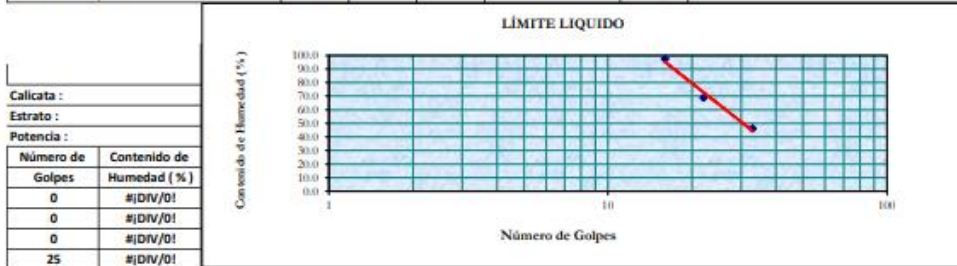 LÍMITE LIQUIDO
Contenido de Humedad ( % )
100.0
90.0
80.0
70.0
60.0
50.0
40.0
30.0
20.0
10.0
0.0
1 10 100
Número de Golpes
Calicata :
Estrato :
Potencia :
Número de Contenido de
Golpes Humedad ( % )
0 #¡DIV/0!
0 #¡DIV/0!
0 #¡DIV/0!
25 #¡DIV/0!